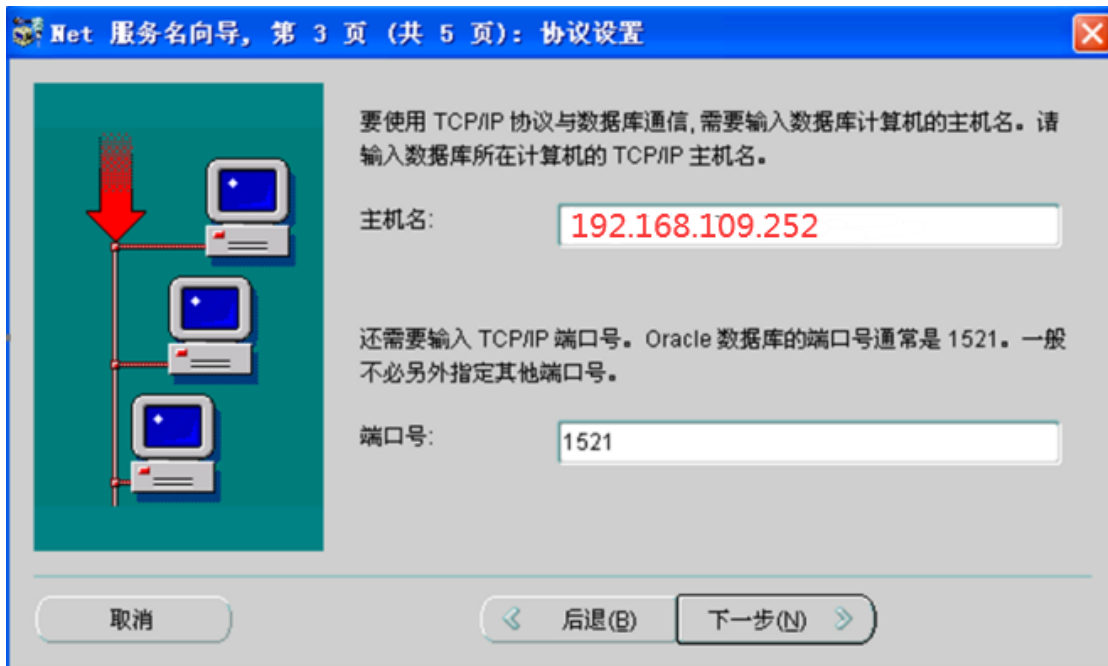 Net 服务名向导, 第 3 页 (共 5 页): 协议设置
要使用 TCP/IP 协议与数据库通信,需要输入数据库计算机的主机名。请
输入数据库所在计算机的 TCP/IP 主机名。
主机名: 192.168.109.252
还需要输入 TCP/IP 端口号。Oracle 数据库的端口号通常是 1521。一般
不必另外指定其他端口号。
端口号: 1521
取消 后退(B) 下一步(N)